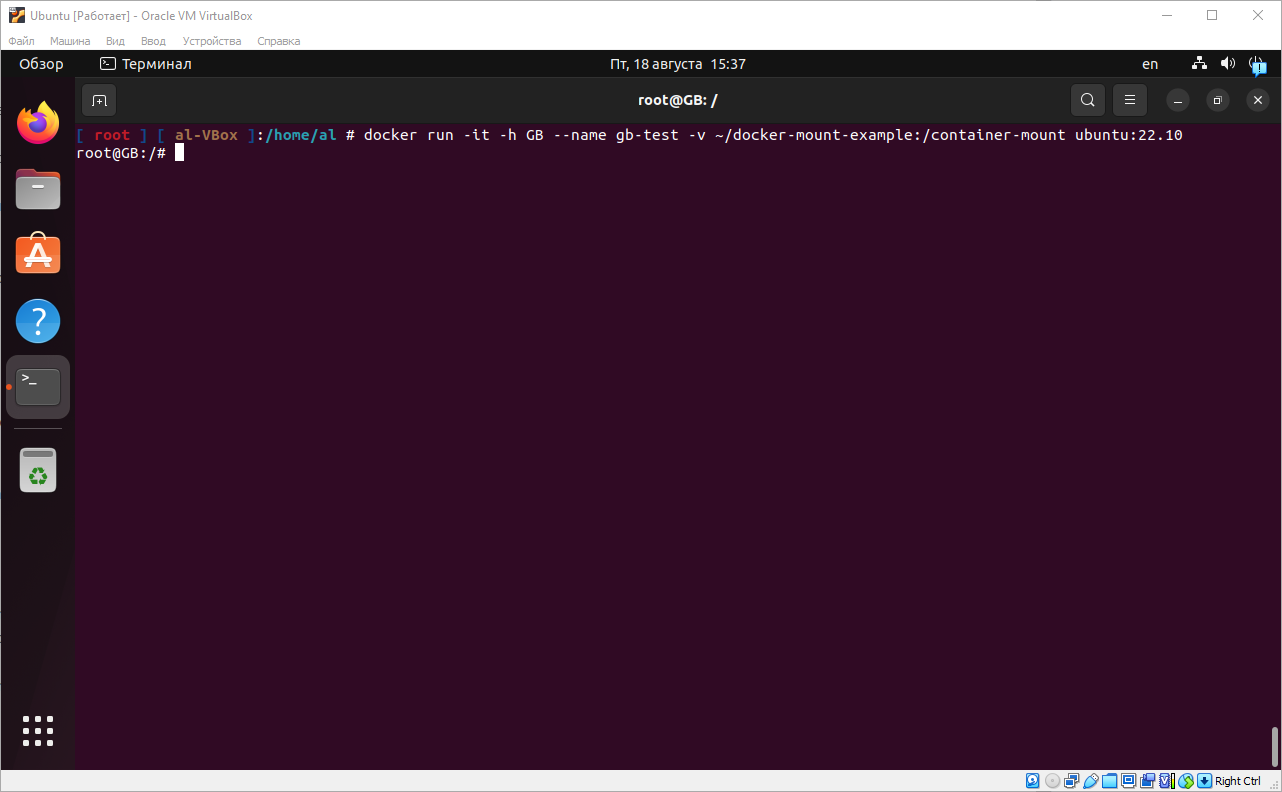 Ubuntu [Работает] - Oracle VM VirtualBox
Файл Машина Вид Ввод Устройства Справка
Обзор Терминал Пт, 18 августа 15:37 en
root@GB: /
[ root ] [ al-VBox ]:/home/al # docker run -it -h GB --name gb-test -v ~/docker-mount-example:/container-mount ubuntu:22.10
root@GB:/#
Right Ctrl